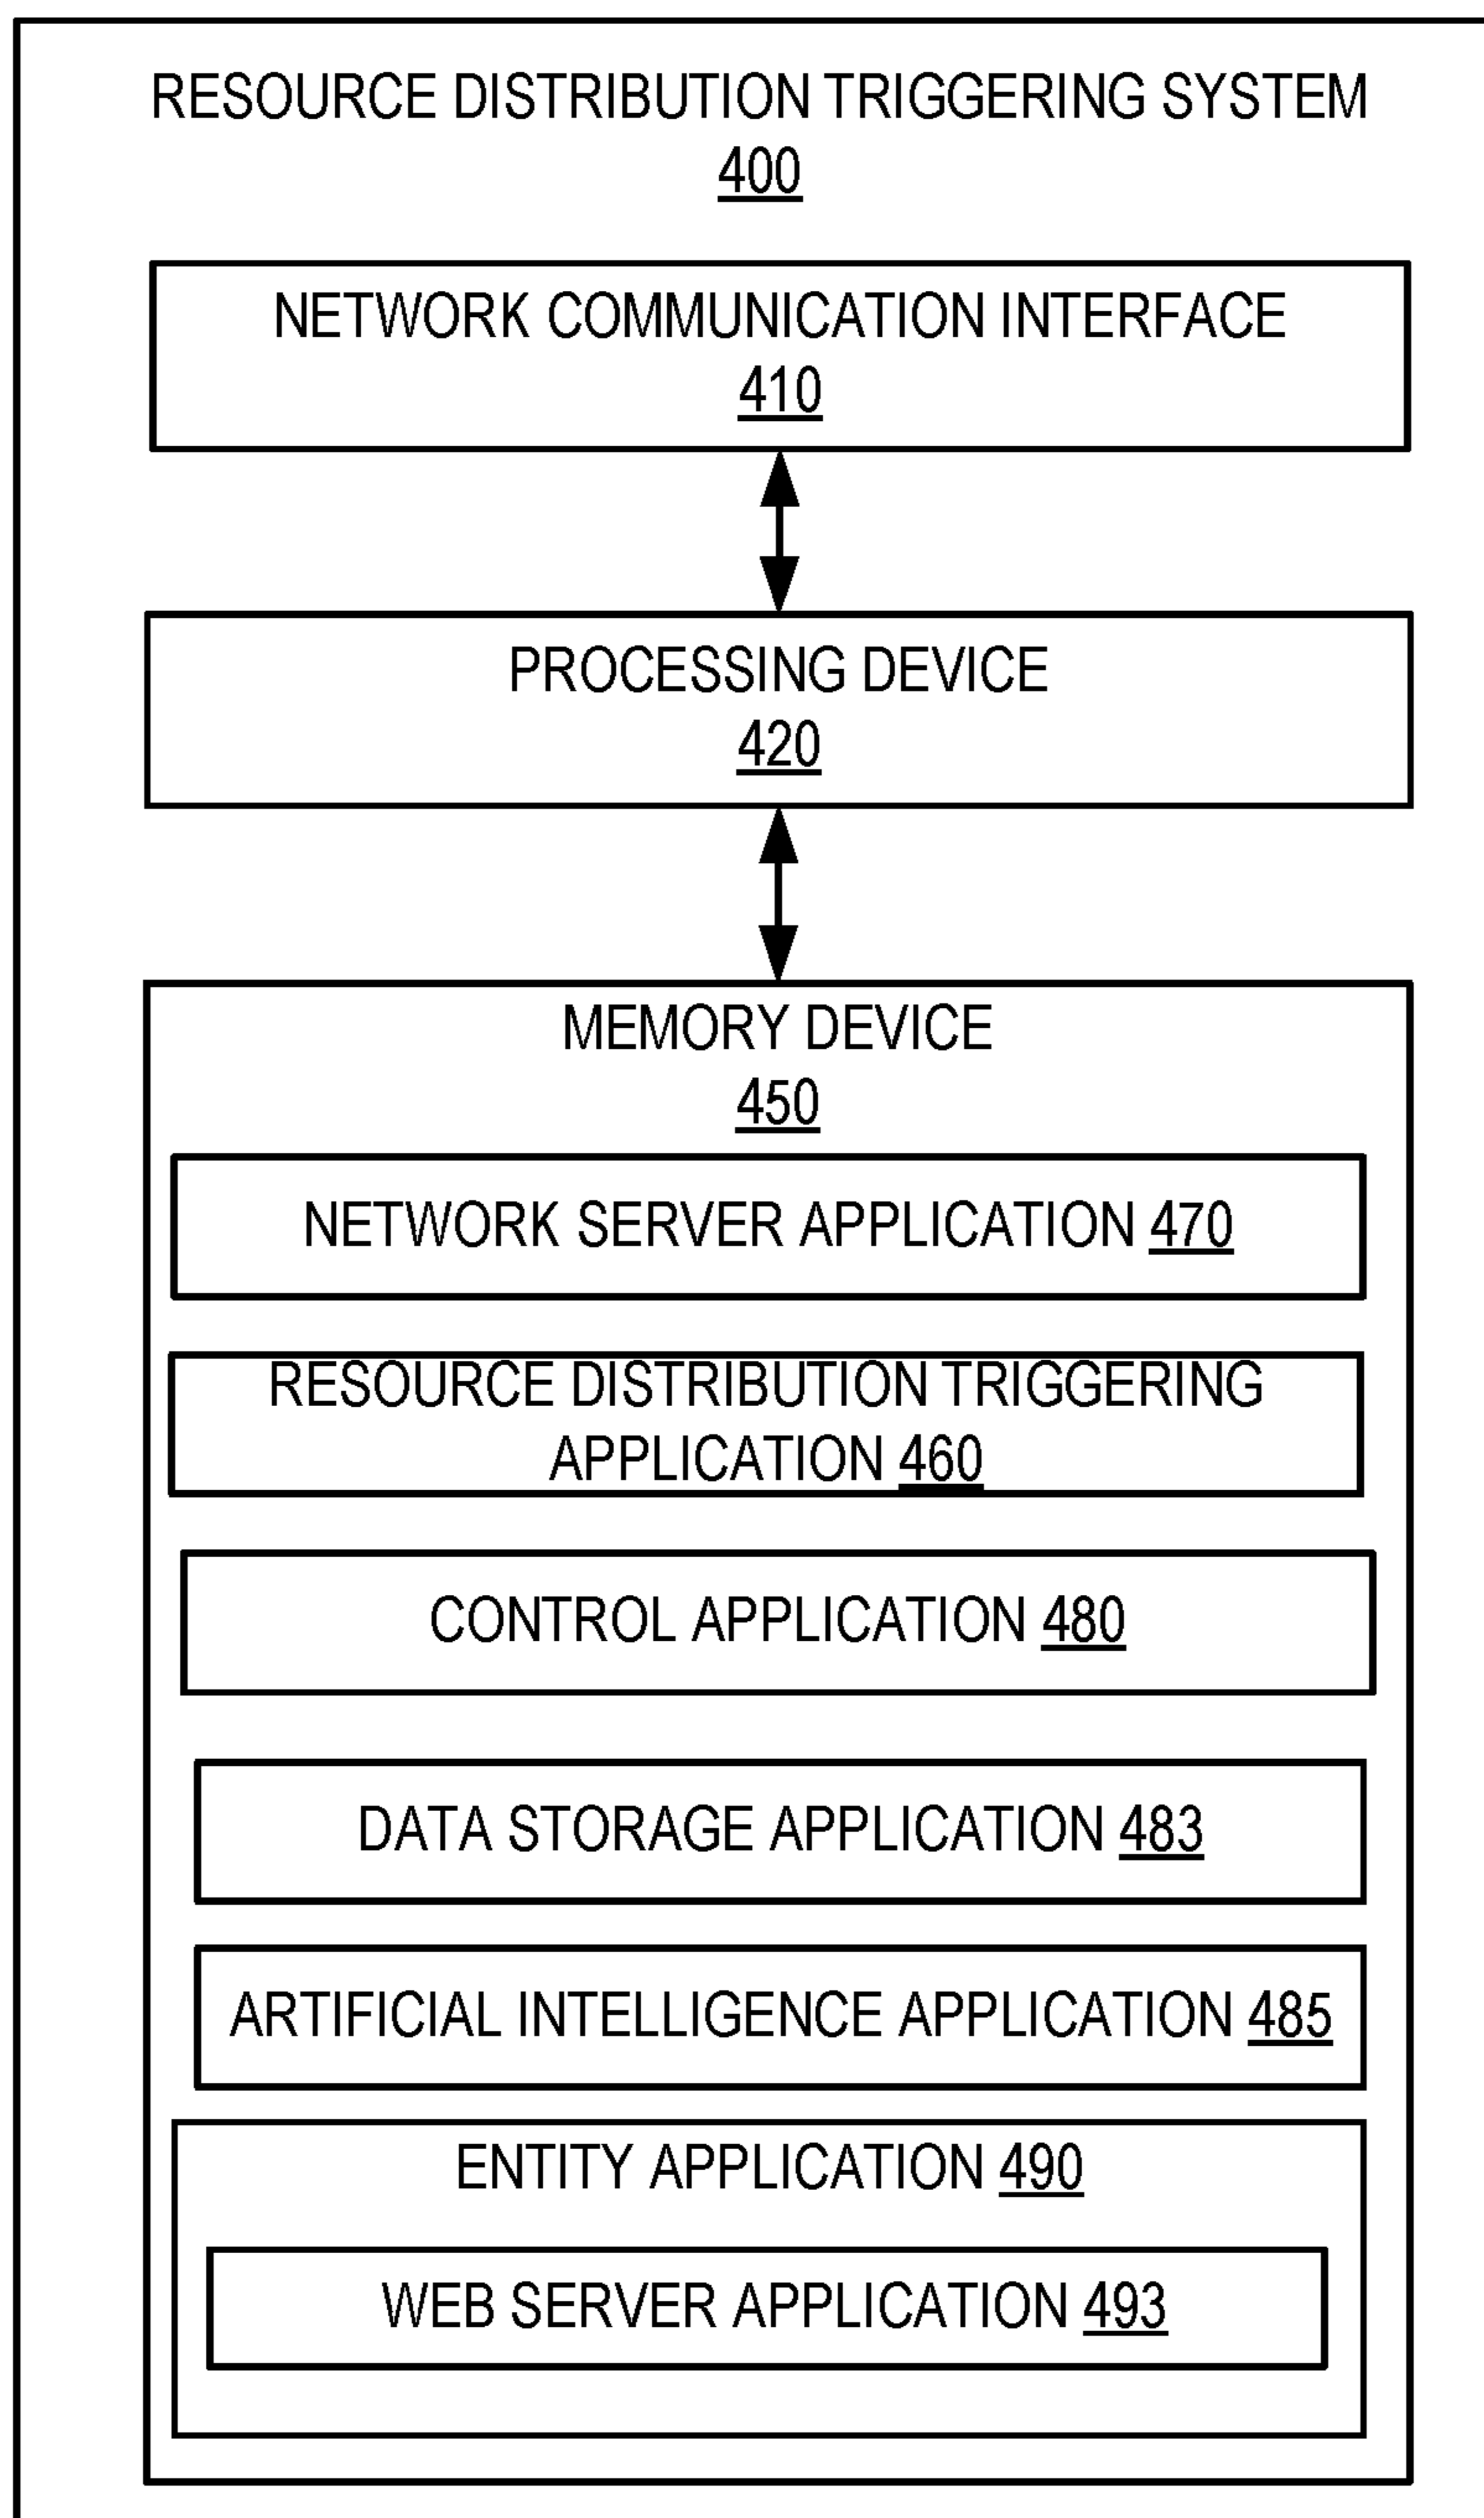 RESOURCE DISTRIBUTION TRIGGERING SYSTEM
400
NETWORK COMMUNICATION INTERFACE
410
PROCESSING DEVICE
420
MEMORY DEVICE
450
NETWORK SERVER APPLICATION 470
RESOURCE DISTRIBUTION TRIGGERING
APPLICATION 460
CONTROL APPLICATION 480
DATA STORAGE APPLICATION 483
ARTIFICIAL INTELLIGENCE APPLICATION 485
ENTITY APPLICATION 490
WEB SERVER APPLICATION 493